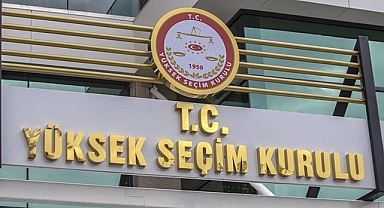 T.C.
1950
YÜKSEK SEÇİM KURULU
T.C.
YÜKSEK SEÇİM KURULU